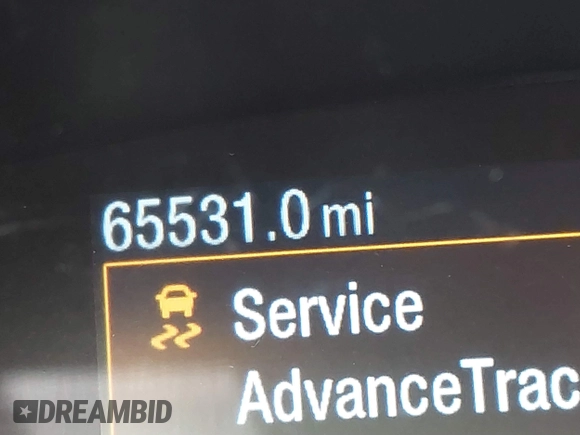 65531.0 mi
Service
AdvanceTrac
DREAMBID